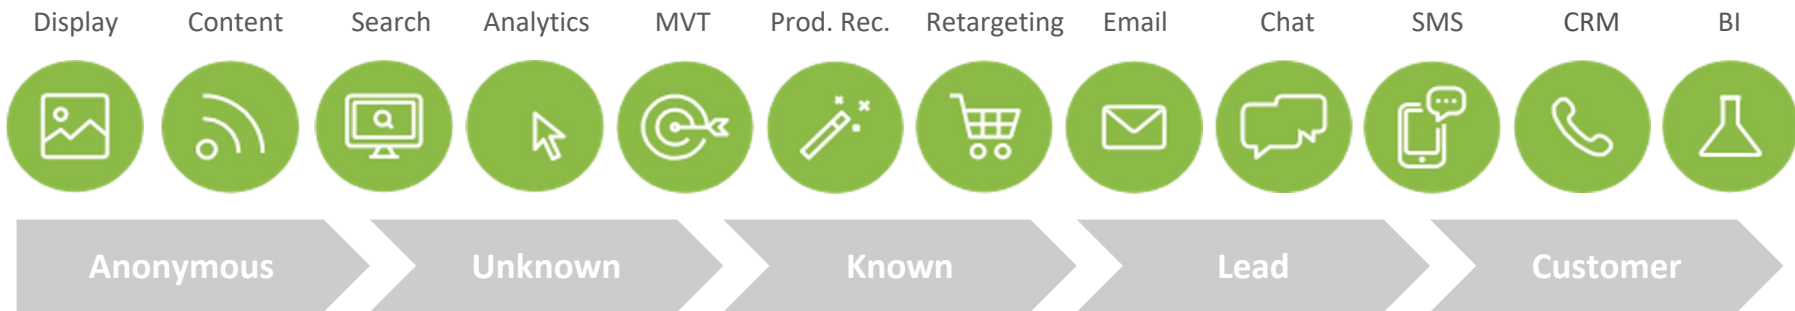 Display Content Search Analytics MVT Prod. Rec. Retargeting Email Chat SMS CRM BI
Anonymous Unknown Known Lead Customer